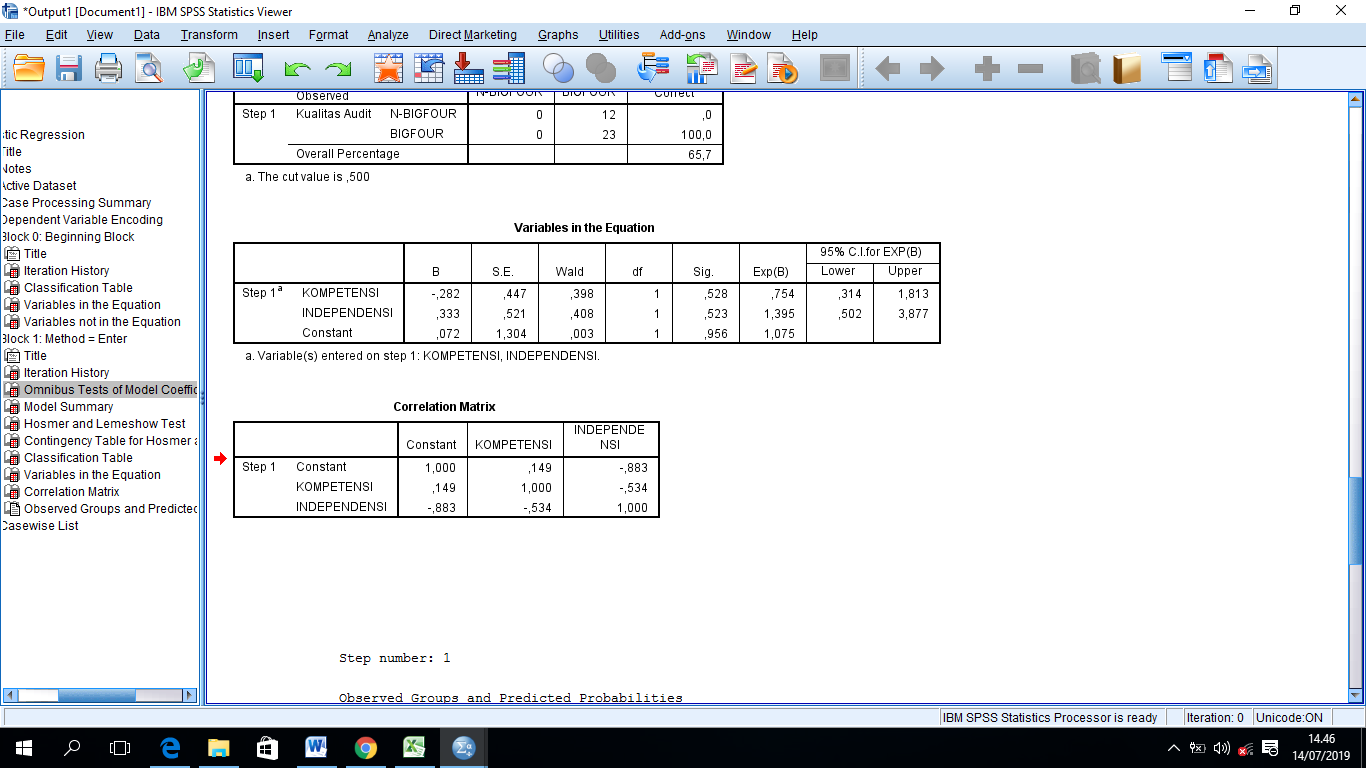 *Output1 [Document1] - IBM SPSS Statistics Viewer
File Edit View Data Transform Insert Format Analyze Direct Marketing Graphs Utilities Add-ons Window Help
stic Regression
Title
Notes
Active Dataset
Case Processing Summary
Dependent Variable Encoding
Block 0: Beginning Block
Title
Iteration History
Classification Table
Variables in the Equation
Variables not in the Equation
Block 1: Method = Enter
Title
Iteration History
Omnibus Tests of Model Coeffic
Model Summary
Hosmer and Lemeshow Test
Contingency Table for Hosmer a
Classification Table
Variables in the Equation
Correlation Matrix
Observed Groups and Predicted
Casewise List
Observed N-BIGFOUR BIGFOUR Correct
Step 1 Kualitas Audit N-BIGFOUR 0 12 ,0
BIGFOUR 0 23 100,0
Overall Percentage 65,7
a. The cut value is ,500
Variables in the Equation
95% C.I.for EXP(B)
B S.E. Wald df Sig. Exp(B) Lower Upper
Step 1a KOMPETENSI -,282 ,447 ,398 1 ,528 ,754 ,314 1,813
INDEPENDENSI ,333 ,521 ,408 1 ,523 1,395 ,502 3,877
Constant ,072 1,304 ,003 1 ,956 1,075
a. Variable(s) entered on step 1: KOMPETENSI, INDEPENDENSI.
Correlation Matrix
INDEPENDE
Constant KOMPETENSI NSI
Step 1 Constant 1,000 ,149 -,883
KOMPETENSI ,149 1,000 -,534
INDEPENDENSI -,883 -,534 1,000
Step number: 1
Observed Groups and Predicted Probabilities
IBM SPSS Statistics Processor is ready Iteration: 0 Unicode:ON
14.46
14/07/2019